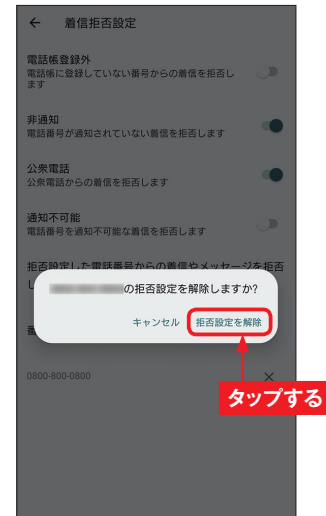 ← 着信拒否設定
電話帳登録外
電話帳に登録していない番号からの着信を拒否し
ます
非通知
電話番号が通知されていない着信を拒否します
公衆電話
公衆電話からの着信を拒否します
通知不可能
電話番号を通知不可能な着信を拒否します
拒否設定した電話番号からの着信やメッセージを拒否
し
の拒否設定を解除しますか?
キャンセル 拒否設定を解除
番
0800-800-0800 ×
タップする